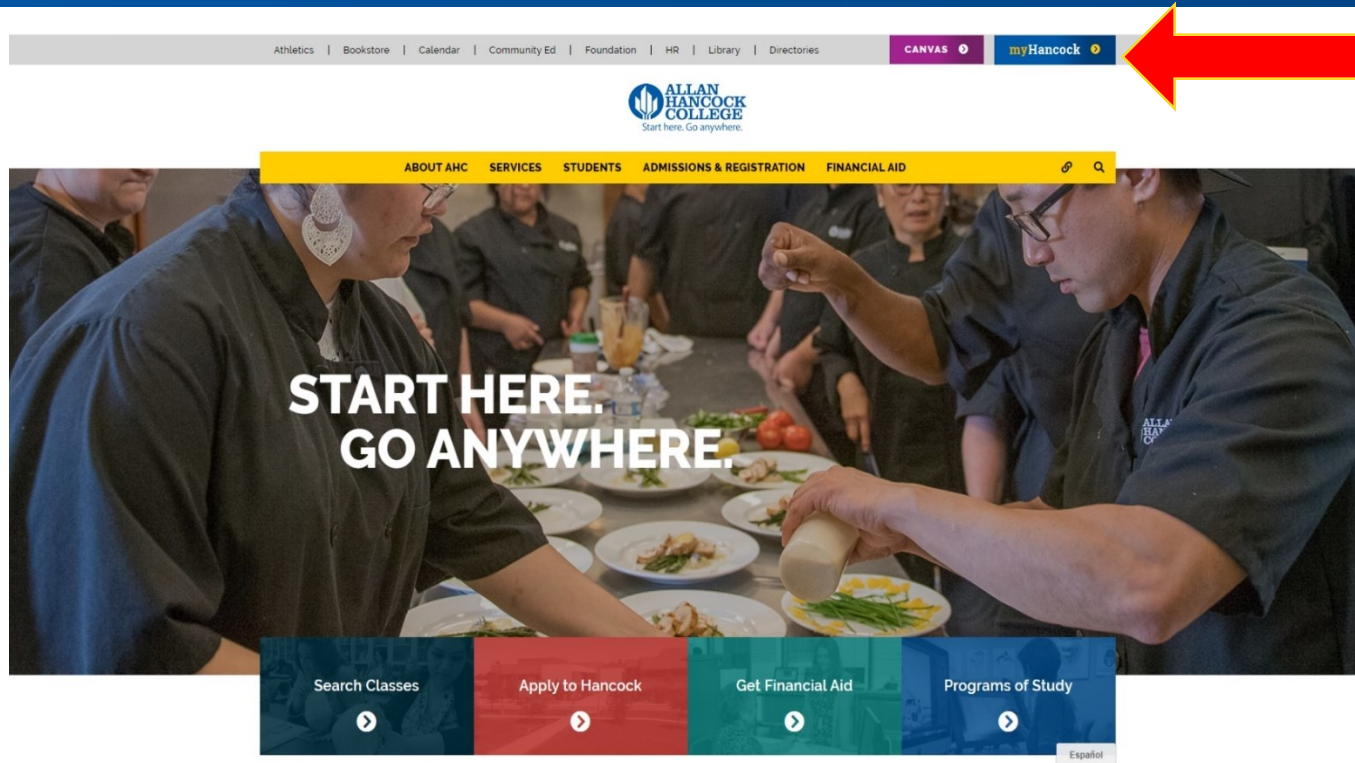 Athletics | Bookstore | Calendar | Community Ed | Foundation | HR | Library | Directories CANVAS myHancock
ALLAN
HANCOCK
COLLEGE
Start here. Go anywhere.
ABOUT AHC SERVICES STUDENTS ADMISSIONS & REGISTRATION FINANCIAL AID
START HERE.
GO ANYWHERE.
Search Classes Apply to Hancock Get Financial Aid Programs of Study
Español